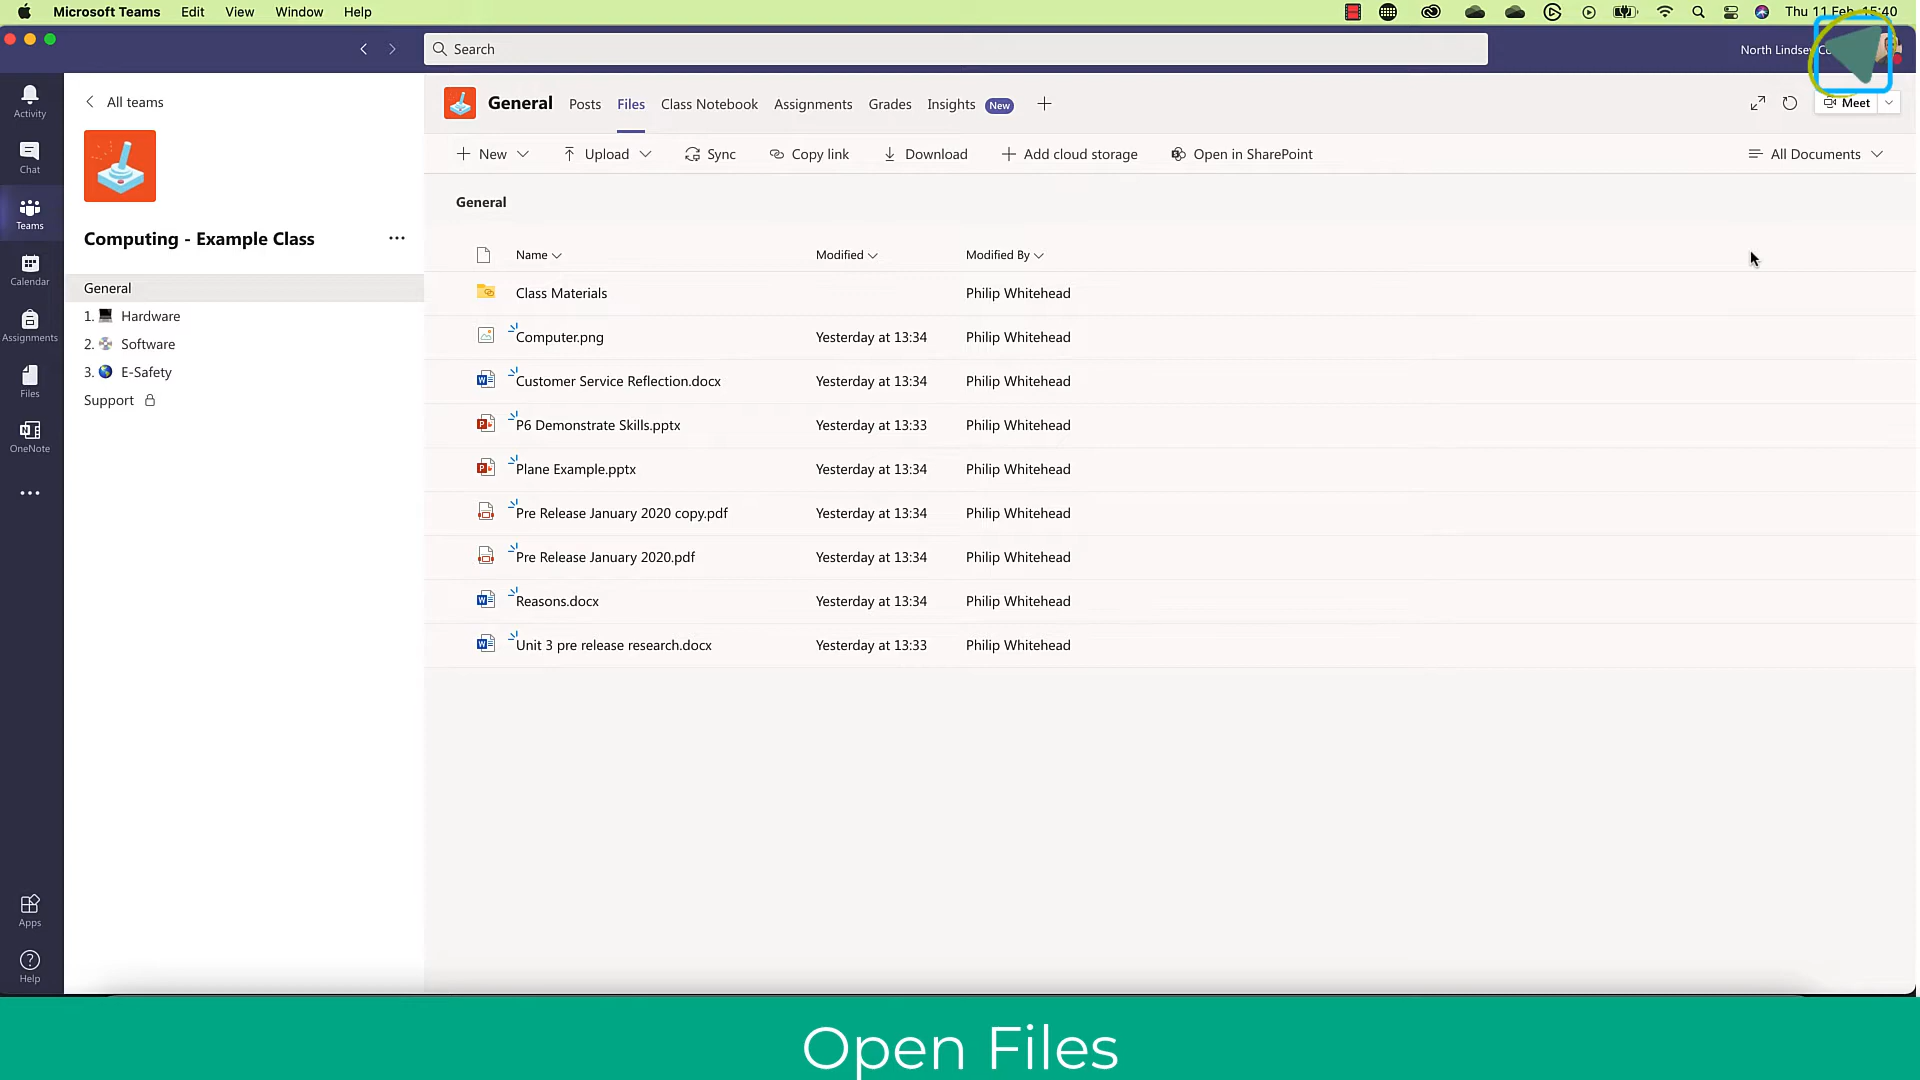 Microsoft Teams Edit View Window Help
Thu 11 Feb 15:40
Search
North Lindsey
Activity
Chat
Teams
Calendar
Assignments
Files
OneNote
Apps
Help
All teams
Computing - Example Class
General
1. Hardware
2. Software
3. E-Safety
Support
General Posts Files Class Notebook Assignments Grades Insights New
Meet
New Upload Sync Copy link Download Add cloud storage Open in SharePoint All Documents
General
Name Modified Modified By
Class Materials Philip Whitehead
Computer.png Yesterday at 13:34 Philip Whitehead
Customer Service Reflection.docx Yesterday at 13:34 Philip Whitehead
P6 Demonstrate Skills.pptx Yesterday at 13:33 Philip Whitehead
Plane Example.pptx Yesterday at 13:34 Philip Whitehead
Pre Release January 2020 copy.pdf Yesterday at 13:34 Philip Whitehead
Pre Release January 2020.pdf Yesterday at 13:34 Philip Whitehead
Reasons.docx Yesterday at 13:34 Philip Whitehead
Unit 3 pre release research.docx Yesterday at 13:33 Philip Whitehead
Open Files